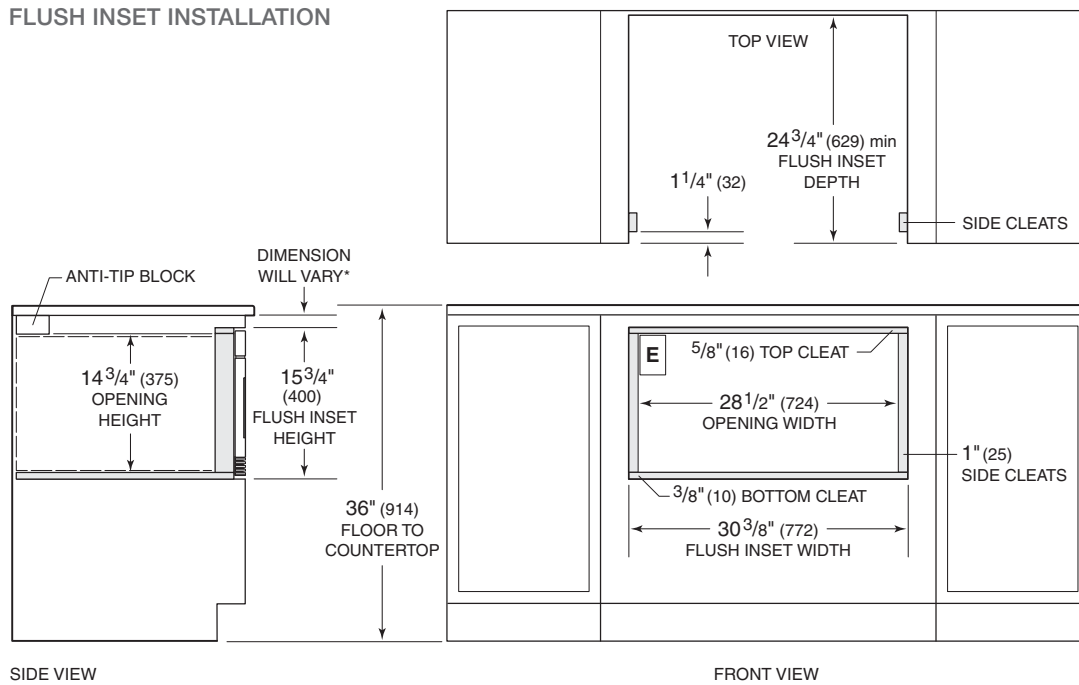 FLUSH INSET INSTALLATION
TOP VIEW
24 3/4" (629) min
FLUSH INSET
DEPTH
1 1/4" (32)
SIDE CLEATS
ANTI-TIP BLOCK
DIMENSION
WILL VARY*
14 3/4" (375)
OPENING
HEIGHT
15 3/4"
(400)
FLUSH INSET
HEIGHT
36" (914)
FLOOR TO
COUNTERTOP
E
5/8" (16) TOP CLEAT
28 1/2" (724)
OPENING WIDTH
1" (25)
SIDE CLEATS
3/8" (10) BOTTOM CLEAT
30 3/8" (772)
FLUSH INSET WIDTH
SIDE VIEW
FRONT VIEW